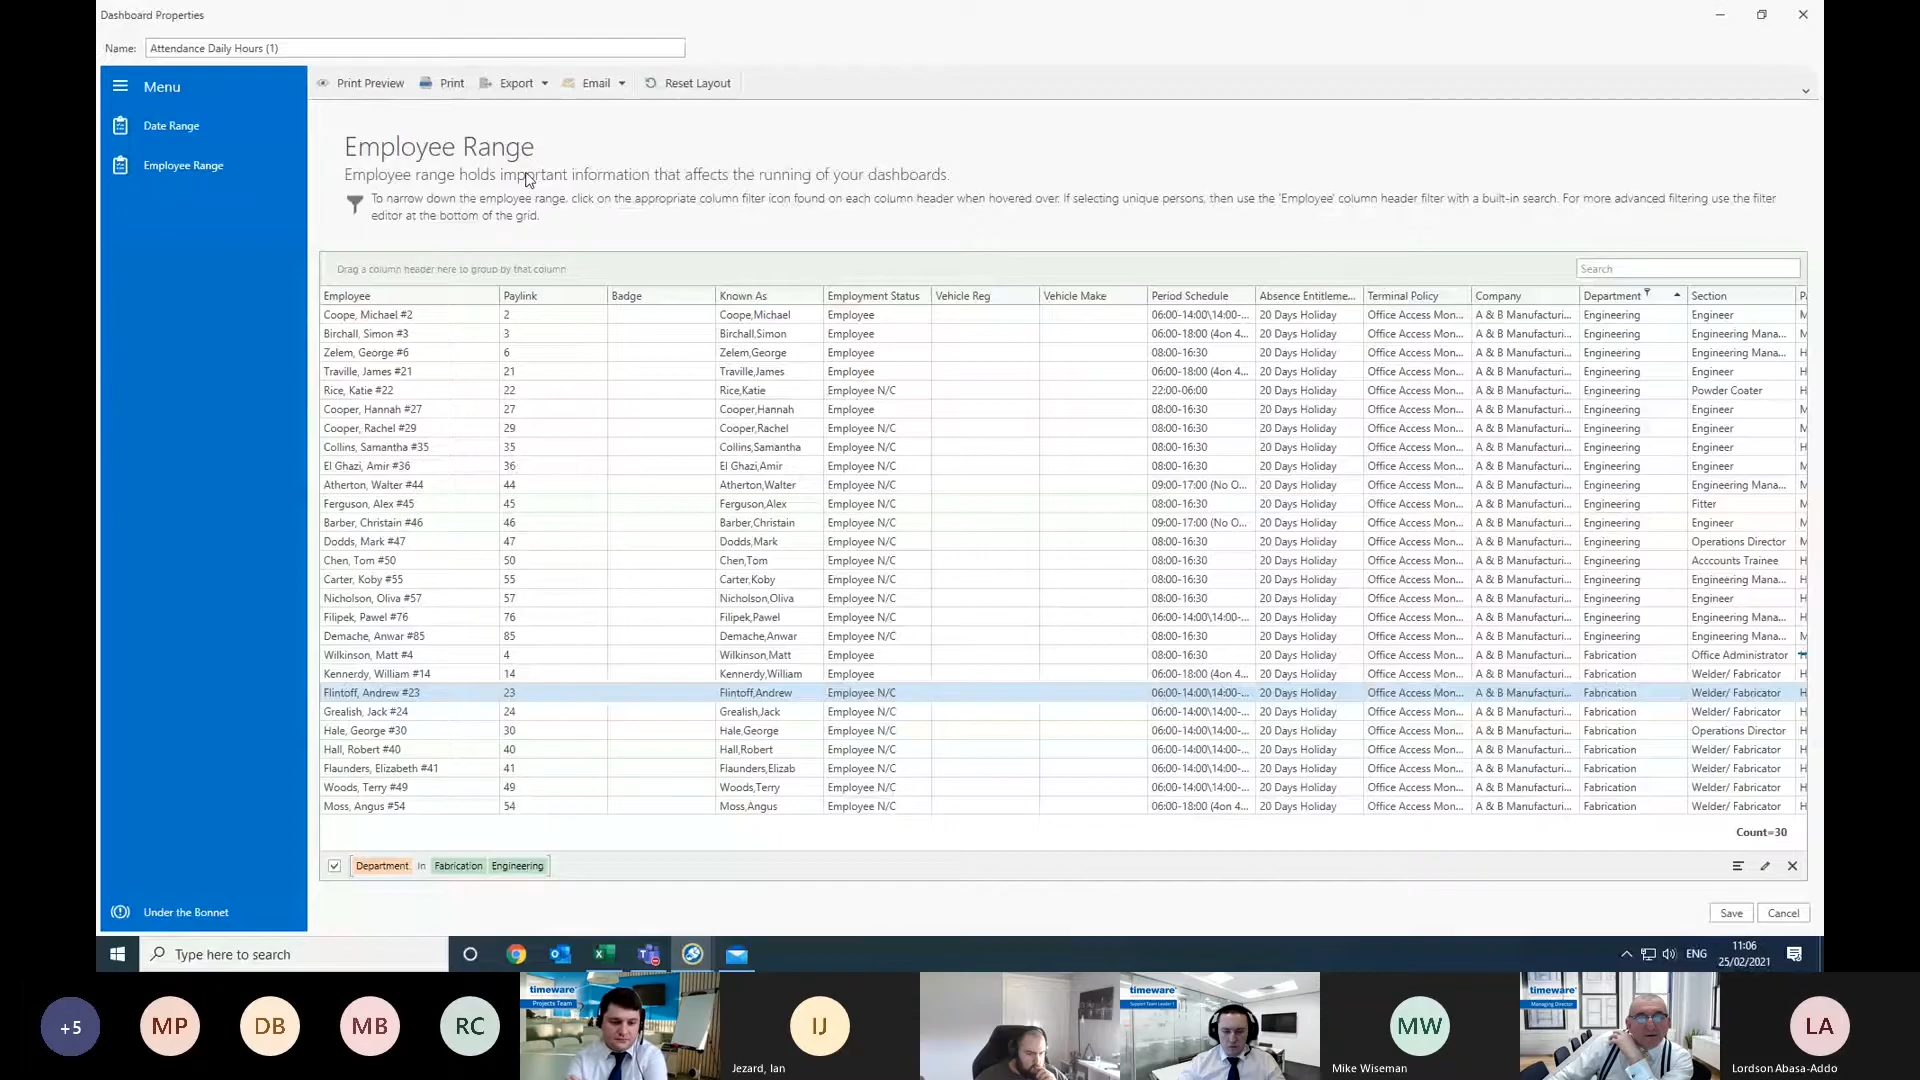 Dashboard Properties
Name: Attendance Daily Hours (1)
Menu
Date Range
Employee Range
Under the Bonnet
Print Preview Print Export Email Reset Layout
Employee Range
Employee range holds important information that affects the running of your dashboards.
To narrow down the employee range, click on the appropriate column filter icon found on each column header when hovered over. If selecting unique persons, then use the 'Employee' column header filter with a built-in search. For more advanced filtering use the filter
editor at the bottom of the grid.
Drag a column header here to group by that column Search
Employee Paylink Badge Known As Employment Status Vehicle Reg Vehicle Make Period Schedule Absence Entitleme... Terminal Policy Company Department Section
Coope, Michael #2 2 Coope,Michael Employee 06:00-14:00\14:00-... 20 Days Holiday Office Access Mon... A & B Manufacturi... Engineering Engineer M
Birchall, Simon #3 3 Birchall,Simon Employee 06:00-18:00 (4on 4... 20 Days Holiday Office Access Mon... A & B Manufacturi... Engineering Engineering Mana... M
Zelem, George #6 6 Zelem,George Employee 08:00-16:30 20 Days Holiday Office Access Mon... A & B Manufacturi... Engineering Engineering Mana... H
Traville, James #21 21 Traville,James Employee 06:00-18:00 (4on 4... 20 Days Holiday Office Access Mon... A & B Manufacturi... Engineering Engineer H
Rice, Katie #22 22 Rice,Katie Employee N/C 22:00-06:00 20 Days Holiday Office Access Mon... A & B Manufacturi... Engineering Powder Coater H
Cooper, Hannah #27 27 Cooper,Hannah Employee 08:00-16:30 20 Days Holiday Office Access Mon... A & B Manufacturi... Engineering Engineer M
Cooper, Rachel #29 29 Cooper,Rachel Employee N/C 08:00-16:30 20 Days Holiday Office Access Mon... A & B Manufacturi... Engineering Engineer M
Collins, Samantha #35 35 Collins,Samantha Employee N/C 08:00-16:30 20 Days Holiday Office Access Mon... A & B Manufacturi... Engineering Engineer H
El Ghazi, Amir #36 36 El Ghazi,Amir Employee N/C 08:00-16:30 20 Days Holiday Office Access Mon... A & B Manufacturi... Engineering Engineer M
Atherton, Walter #44 44 Atherton,Walter Employee N/C 09:00-17:00 (No O... 20 Days Holiday Office Access Mon... A & B Manufacturi... Engineering Engineering Mana... M
Ferguson, Alex #45 45 Ferguson,Alex Employee N/C 08:00-16:30 20 Days Holiday Office Access Mon... A & B Manufacturi... Engineering Fitter M
Barber, Christain #46 46 Barber,Christain Employee N/C 09:00-17:00 (No O... 20 Days Holiday Office Access Mon... A & B Manufacturi... Engineering Engineer M
Dodds, Mark #47 47 Dodds,Mark Employee N/C 08:00-16:30 20 Days Holiday Office Access Mon... A & B Manufacturi... Engineering Operations Director M
Chen, Tom #50 50 Chen,Tom Employee N/C 08:00-16:30 20 Days Holiday Office Access Mon... A & B Manufacturi... Engineering Acccounts Trainee H
Carter, Koby #55 55 Carter,Koby Employee N/C 08:00-16:30 20 Days Holiday Office Access Mon... A & B Manufacturi... Engineering Engineering Mana... H
Nicholson, Oliva #57 57 Nicholson,Oliva Employee N/C 08:00-16:30 20 Days Holiday Office Access Mon... A & B Manufacturi... Engineering Engineer M
Filipek, Pawel #76 76 Filipek,Pawel Employee N/C 06:00-14:00\14:00-... 20 Days Holiday Office Access Mon... A & B Manufacturi... Engineering Engineering Mana... H
Demache, Anwar #85 85 Demache,Anwar Employee N/C 08:00-16:30 20 Days Holiday Office Access Mon... A & B Manufacturi... Engineering Engineering Mana... M
Wilkinson, Matt #4 4 Wilkinson,Matt Employee 08:00-16:30 20 Days Holiday Office Access Mon... A & B Manufacturi... Fabrication Office Administrator
Kennerdy, William #14 14 Kennerdy,William Employee 06:00-18:00 (4on 4... 20 Days Holiday Office Access Mon... A & B Manufacturi... Fabrication Welder/ Fabricator H
Flintoff, Andrew #23 23 Flintoff,Andrew Employee N/C 06:00-14:00\14:00-... 20 Days Holiday Office Access Mon... A & B Manufacturi... Fabrication Welder/ Fabricator H
Grealish, Jack #24 24 Grealish,Jack Employee N/C 06:00-14:00\14:00-... 20 Days Holiday Office Access Mon... A & B Manufacturi... Fabrication Welder/ Fabricator H
Hale, George #30 30 Hale,George Employee N/C 06:00-14:00\14:00-... 20 Days Holiday Office Access Mon... A & B Manufacturi... Fabrication Operations Director H
Hall, Robert #40 40 Hall,Robert Employee N/C 06:00-14:00\14:00-... 20 Days Holiday Office Access Mon... A & B Manufacturi... Fabrication Welder/ Fabricator H
Flaunders, Elizabeth #41 41 Flaunders,Elizab Employee N/C 06:00-14:00\14:00-... 20 Days Holiday Office Access Mon... A & B Manufacturi... Fabrication Welder/ Fabricator H
Woods, Terry #49 49 Woods,Terry Employee N/C 06:00-14:00\14:00-... 20 Days Holiday Office Access Mon... A & B Manufacturi... Fabrication Welder/ Fabricator H
Moss, Angus #54 54 Moss,Angus Employee N/C 06:00-18:00 (4on 4... 20 Days Holiday Office Access Mon... A & B Manufacturi... Fabrication Welder/ Fabricator H
Count=30
Department In Fabrication Engineering
Save Cancel
Type here to search ENG 11:06
25/02/2021
+5 MP DB MB RC
timeware
Projects Team
IJ
Jezard, Ian
timeware
Support Team Leader 1
MW
Mike Wiseman
timeware
Managing Director
LA
Lordson Abasa-Addo